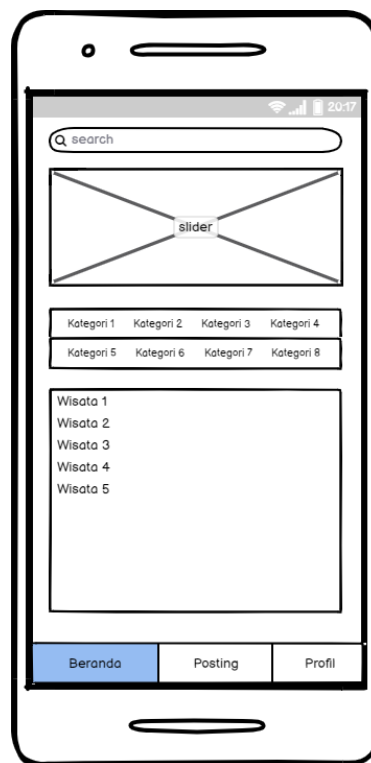 20:17
search
slider
Kategori 1 Kategori 2 Kategori 3 Kategori 4
Kategori 5 Kategori 6 Kategori 7 Kategori 8
Wisata 1
Wisata 2
Wisata 3
Wisata 4
Wisata 5
Beranda Posting Profil